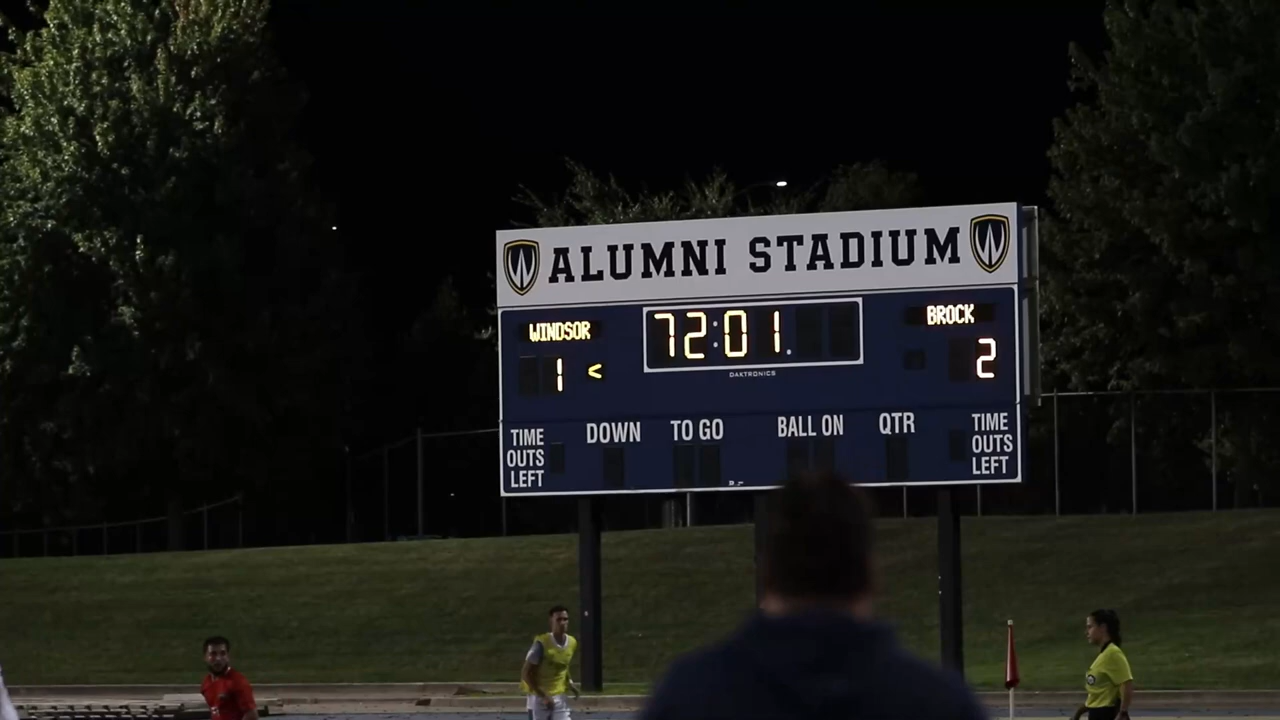 ALUMNI STADIUM
WINDSOR
72:01.
BROCK
1 <
2
DAKTRONICS
TIME OUTS LEFT
DOWN
TO GO
BALL ON
QTR
TIME OUTS LEFT